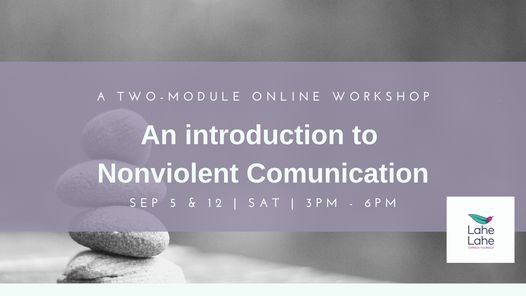 A TWO-MODULE ONLINE WORKSHOP
An introduction to
Nonviolent Comunication
SEP 5 & 12 | SAT | 3PM - 6PM
Lahe
Lahe